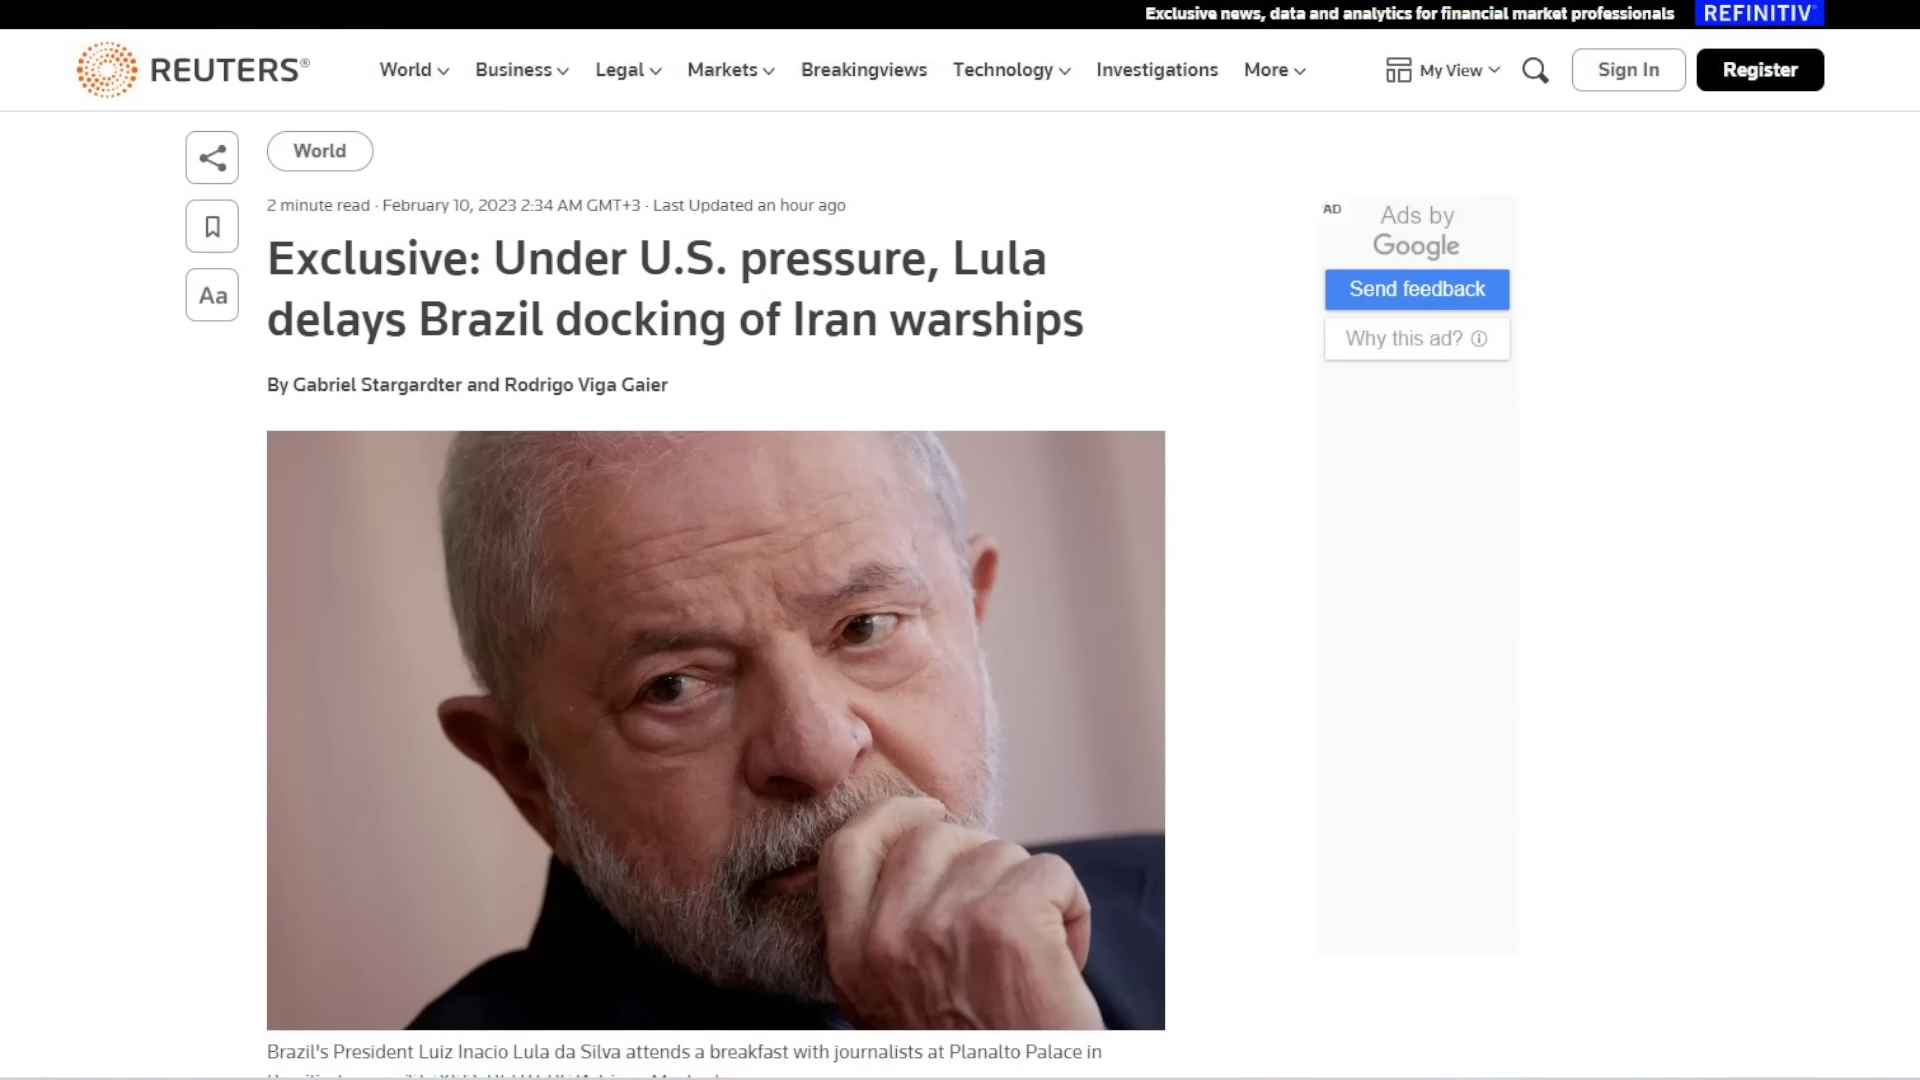 Exclusive news, data and analytics for financial market professionals REFINITIV
REUTERS® World Business Legal Markets Breakingviews Technology Investigations More My View Sign In Register
World
2 minute read · February 10, 2023 2:34 AM GMT+3 · Last Updated an hour ago
Exclusive: Under U.S. pressure, Lula
delays Brazil docking of Iran warships
By Gabriel Stargardter and Rodrigo Viga Gaier
Aa
AD
Ads by
Google
Send feedback
Why this ad?
Brazil's President Luiz Inacio Lula da Silva attends a breakfast with journalists at Planalto Palace in